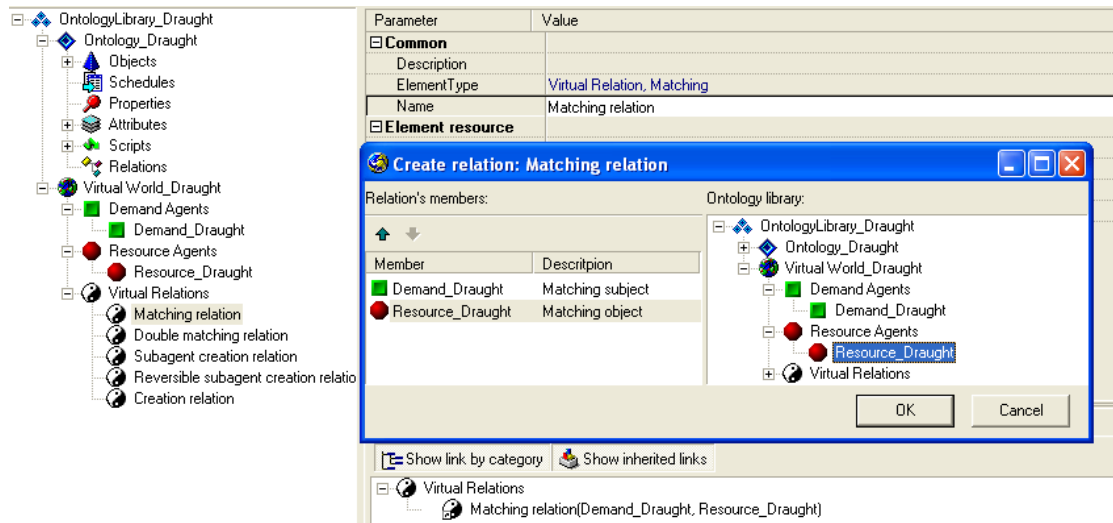 OntologyLibrary_Draught
Ontology_Draught
Objects
Schedules
Properties
Attributes
Scripts
Relations
Virtual World_Draught
Demand Agents
Demand_Draught
Resource Agents
Resource_Draught
Virtual Relations
Matching relation
Double matching relation
Subagent creation relation
Reversible subagent creation relatio
Creation relation
Parameter Value
Common
Description
ElementType Virtual Relation, Matching
Name Matching relation
Element resource
Create relation: Matching relation
Relation's members:
Member Descritpion
Demand_Draught Matching subject
Resource_Draught Matching object
Ontology library:
OntologyLibrary_Draught
Ontology_Draught
Virtual World_Draught
Demand Agents
Demand_Draught
Resource Agents
Resource_Draught
Virtual Relations
OK Cancel
Show link by category Show inherited links
Virtual Relations
Matching relation(Demand_Draught, Resource_Draught)